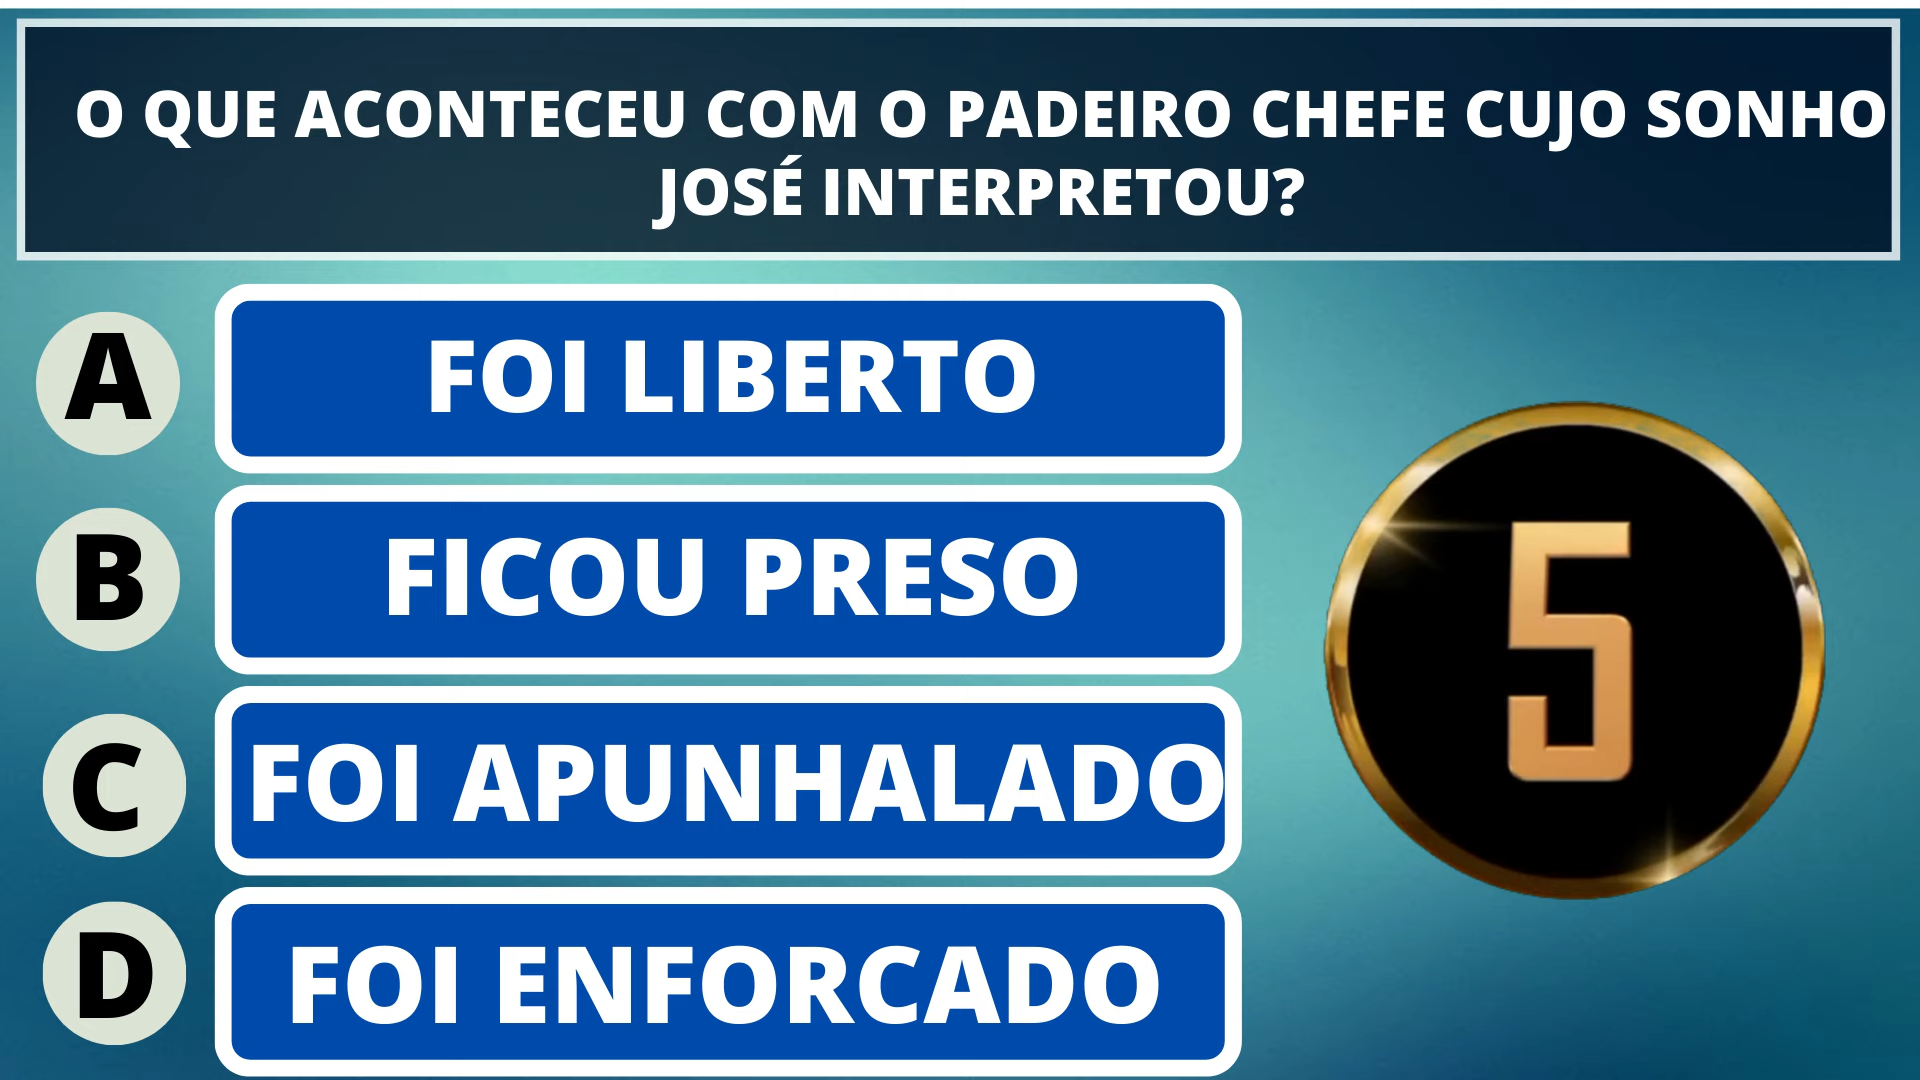 O QUE ACONTECEU COM O PADEIRO CHEFE CUJO SONHO
JOSÉ INTERPRETOU?
A
FOI LIBERTO
B
FICOU PRESO
5
C
FOI APUNHALADO
D
FOI ENFORCADO